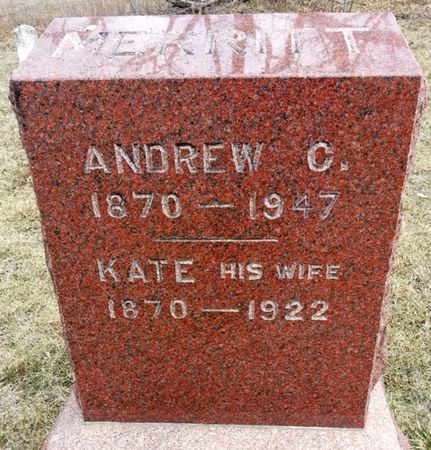 MERRITT
ANDREW C.
1870 — 1947
KATE HIS WIFE
1870 — 1922